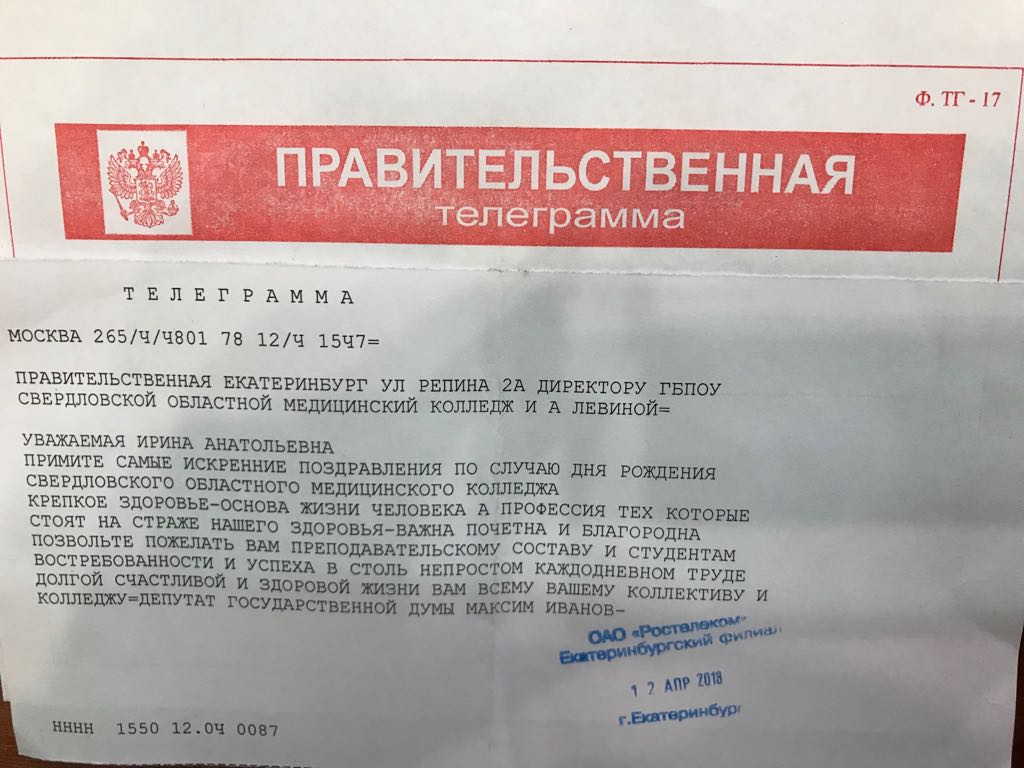 Ф. ТГ - 17
ПРАВИТЕЛЬСТВЕННАЯ
телеграмма
ТЕЛЕГРАММА
МОСКВА 265/Ч/Ч801 78 12/Ч 15Ч7=
ПРАВИТЕЛЬСТВЕННАЯ ЕКАТЕРИНБУРГ УЛ РЕПИНА 2А ДИРЕКТОРУ ГБПОУ
СВЕРДЛОВСКОЙ ОБЛАСТНОЙ МЕДИЦИНСКИЙ КОЛЛЕДЖ И А ЛЕВИНОЙ=
УВАЖАЕМАЯ ИРИНА АНАТОЛЬЕВНА
ПРИМИТЕ САМЫЕ ИСКРЕННИЕ ПОЗДРАВЛЕНИЯ ПО СЛУЧАЮ ДНЯ РОЖДЕНИЯ
СВЕРДЛОВСКОГО ОБЛАСТНОГО МЕДИЦИНСКОГО КОЛЛЕДЖА
КРЕПКОЕ ЗДОРОВЬЕ-ОСНОВА ЖИЗНИ ЧЕЛОВЕКА А ПРОФЕССИЯ ТЕХ КОТОРЫЕ
СТОЯТ НА СТРАЖЕ НАШЕГО ЗДОРОВЬЯ-ВАЖНА ПОЧЕТНА И БЛАГОРОДНА
ПОЗВОЛЬТЕ ПОЖЕЛАТЬ ВАМ ПРЕПОДАВАТЕЛЬСКОМУ СОСТАВУ И СТУДЕНТАМ
ВОСТРЕБОВАННОСТИ И УСПЕХА В СТОЛЬ НЕПРОСТОМ КАЖДОДНЕВНОМ ТРУДЕ
ДОЛГОЙ СЧАСТЛИВОЙ И ЗДОРОВОЙ ЖИЗНИ ВАМ ВСЕМУ ВАШЕМУ КОЛЛЕКТИВУ И
КОЛЛЕДЖУ=ДЕПУТАТ ГОСУДАРСТВЕННОЙ ДУМЫ МАКСИМ ИВАНОВ-
ОАО «Ростелеком»
Екатеринбургский филиал
12 АПР 2018
г.Екатеринбург
НННН 1550 12.0Ч 0087